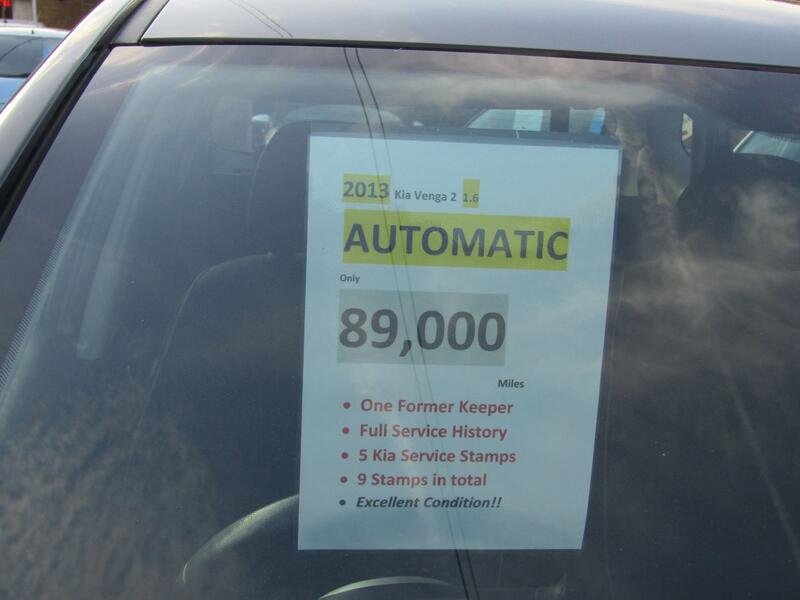 2013 Kia Venga 2 1.6
AUTOMATIC
Only
89,000
Miles
• One Former Keeper
• Full Service History
• 5 Kia Service Stamps
• 9 Stamps in total
• Excellent Condition!!